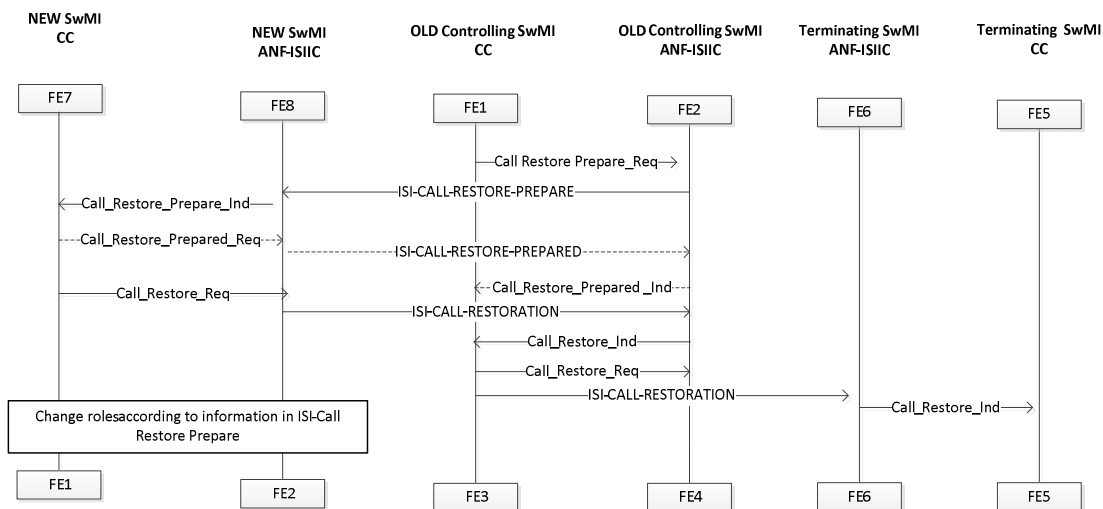 NEW SwMI
CC
NEW SwMI
ANF-ISIIC
OLD Controlling SwMI
CC
OLD Controlling SwMI
ANF-ISIIC
Terminating SwMI
ANF-ISIIC
Terminating SwMI
CC
FE7
FE8
FE1
FE2
FE6
FE5
Call Restore Prepare_Req
ISI-CALL-RESTORE-PREPARE
Call_Restore_Prepare_Ind
Call_Restore_Prepared_Req
ISI-CALL-RESTORE-PREPARED
Call_Restore_Prepared _Ind
Call_Restore_Req
ISI-CALL-RESTORATION
Call_Restore_Ind
Call_Restore_Req
ISI-CALL-RESTORATION
Call_Restore_Ind
Change rolesaccording to information in ISI-Call
Restore Prepare
FE1
FE2
FE3
FE4
FE6
FE5